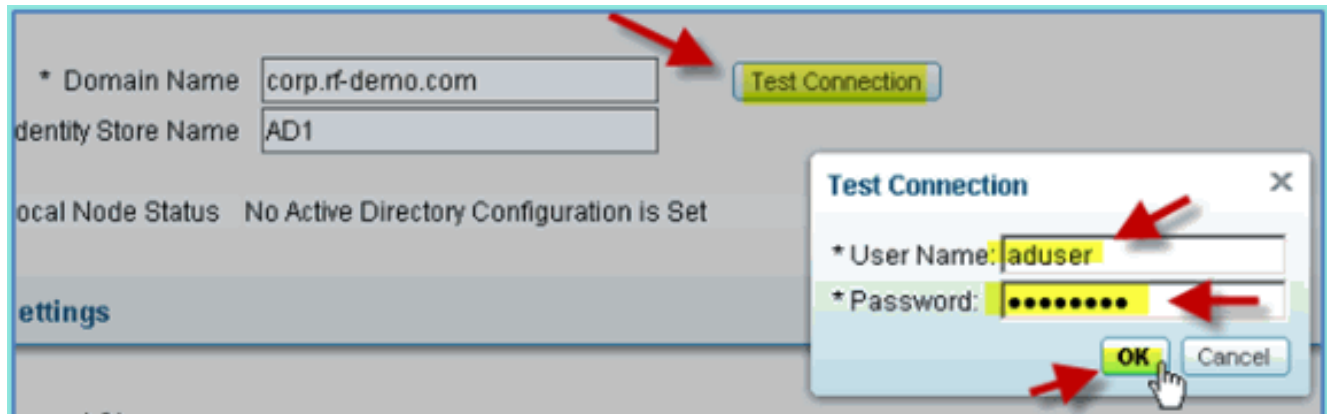 * Domain Name corp.rf-demo.com Test Connection
dentity Store Name AD1
ocal Node Status No Active Directory Configuration is Set
ettings
Test Connection
* User Name: aduser
* Password: ••••••••
OK Cancel